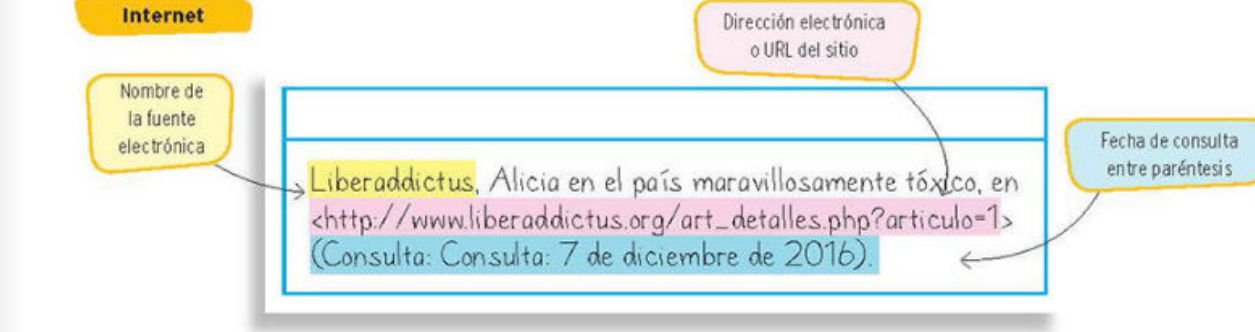 Internet
Dirección electrónica
o URL del sitio
Nombre de
la fuente
electrónica
Fecha de consulta
entre paréntesis
Liberaddictus, Alicia en el país maravillosamente tóxico, en
<http://www.liberaddictus.org/art_detalles.php?articulo=1>
(Consulta: Consulta: 7 de diciembre de 2016).